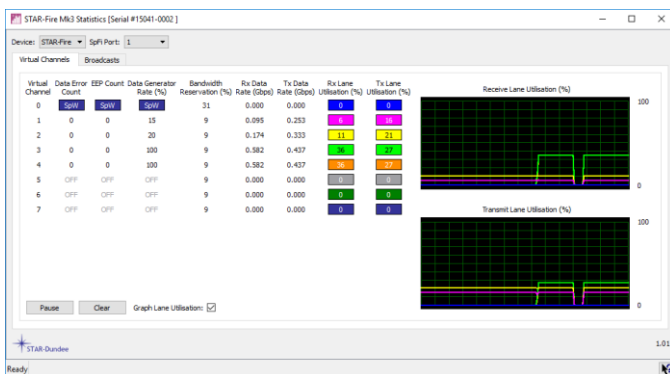 STAR-Fire Mk3 Statistics [Serial #15041-0002 ]
Device: STAR-Fire SpFi Port: 1
Virtual Channels Broadcasts
Virtual Data Error EEP Count Data Generator Bandwidth Rx Data Tx Data Rx Lane Tx Lane
Channel Count Rate (%) Reservation (%) Rate (Gbps) Rate (Gbps) Utilisation (%) Utilisation (%)
0 SpW SpW SpW 31 0.000 0.000 0 0
1 0 0 15 9 0.095 0.253 6 16
2 0 0 20 9 0.174 0.333 11 21
3 0 0 100 9 0.582 0.437 36 27
4 0 0 100 9 0.582 0.437 36 27
5 OFF OFF OFF 9 0.000 0.000 0 0
6 OFF OFF OFF 9 0.000 0.000 0 0
7 OFF OFF OFF 9 0.000 0.000 0 0
Receive Lane Utilisation (%)
100
0
Transmit Lane Utilisation (%)
100
0
Pause Clear Graph Lane Utilisation:
STAR-Dundee
1.01
Ready